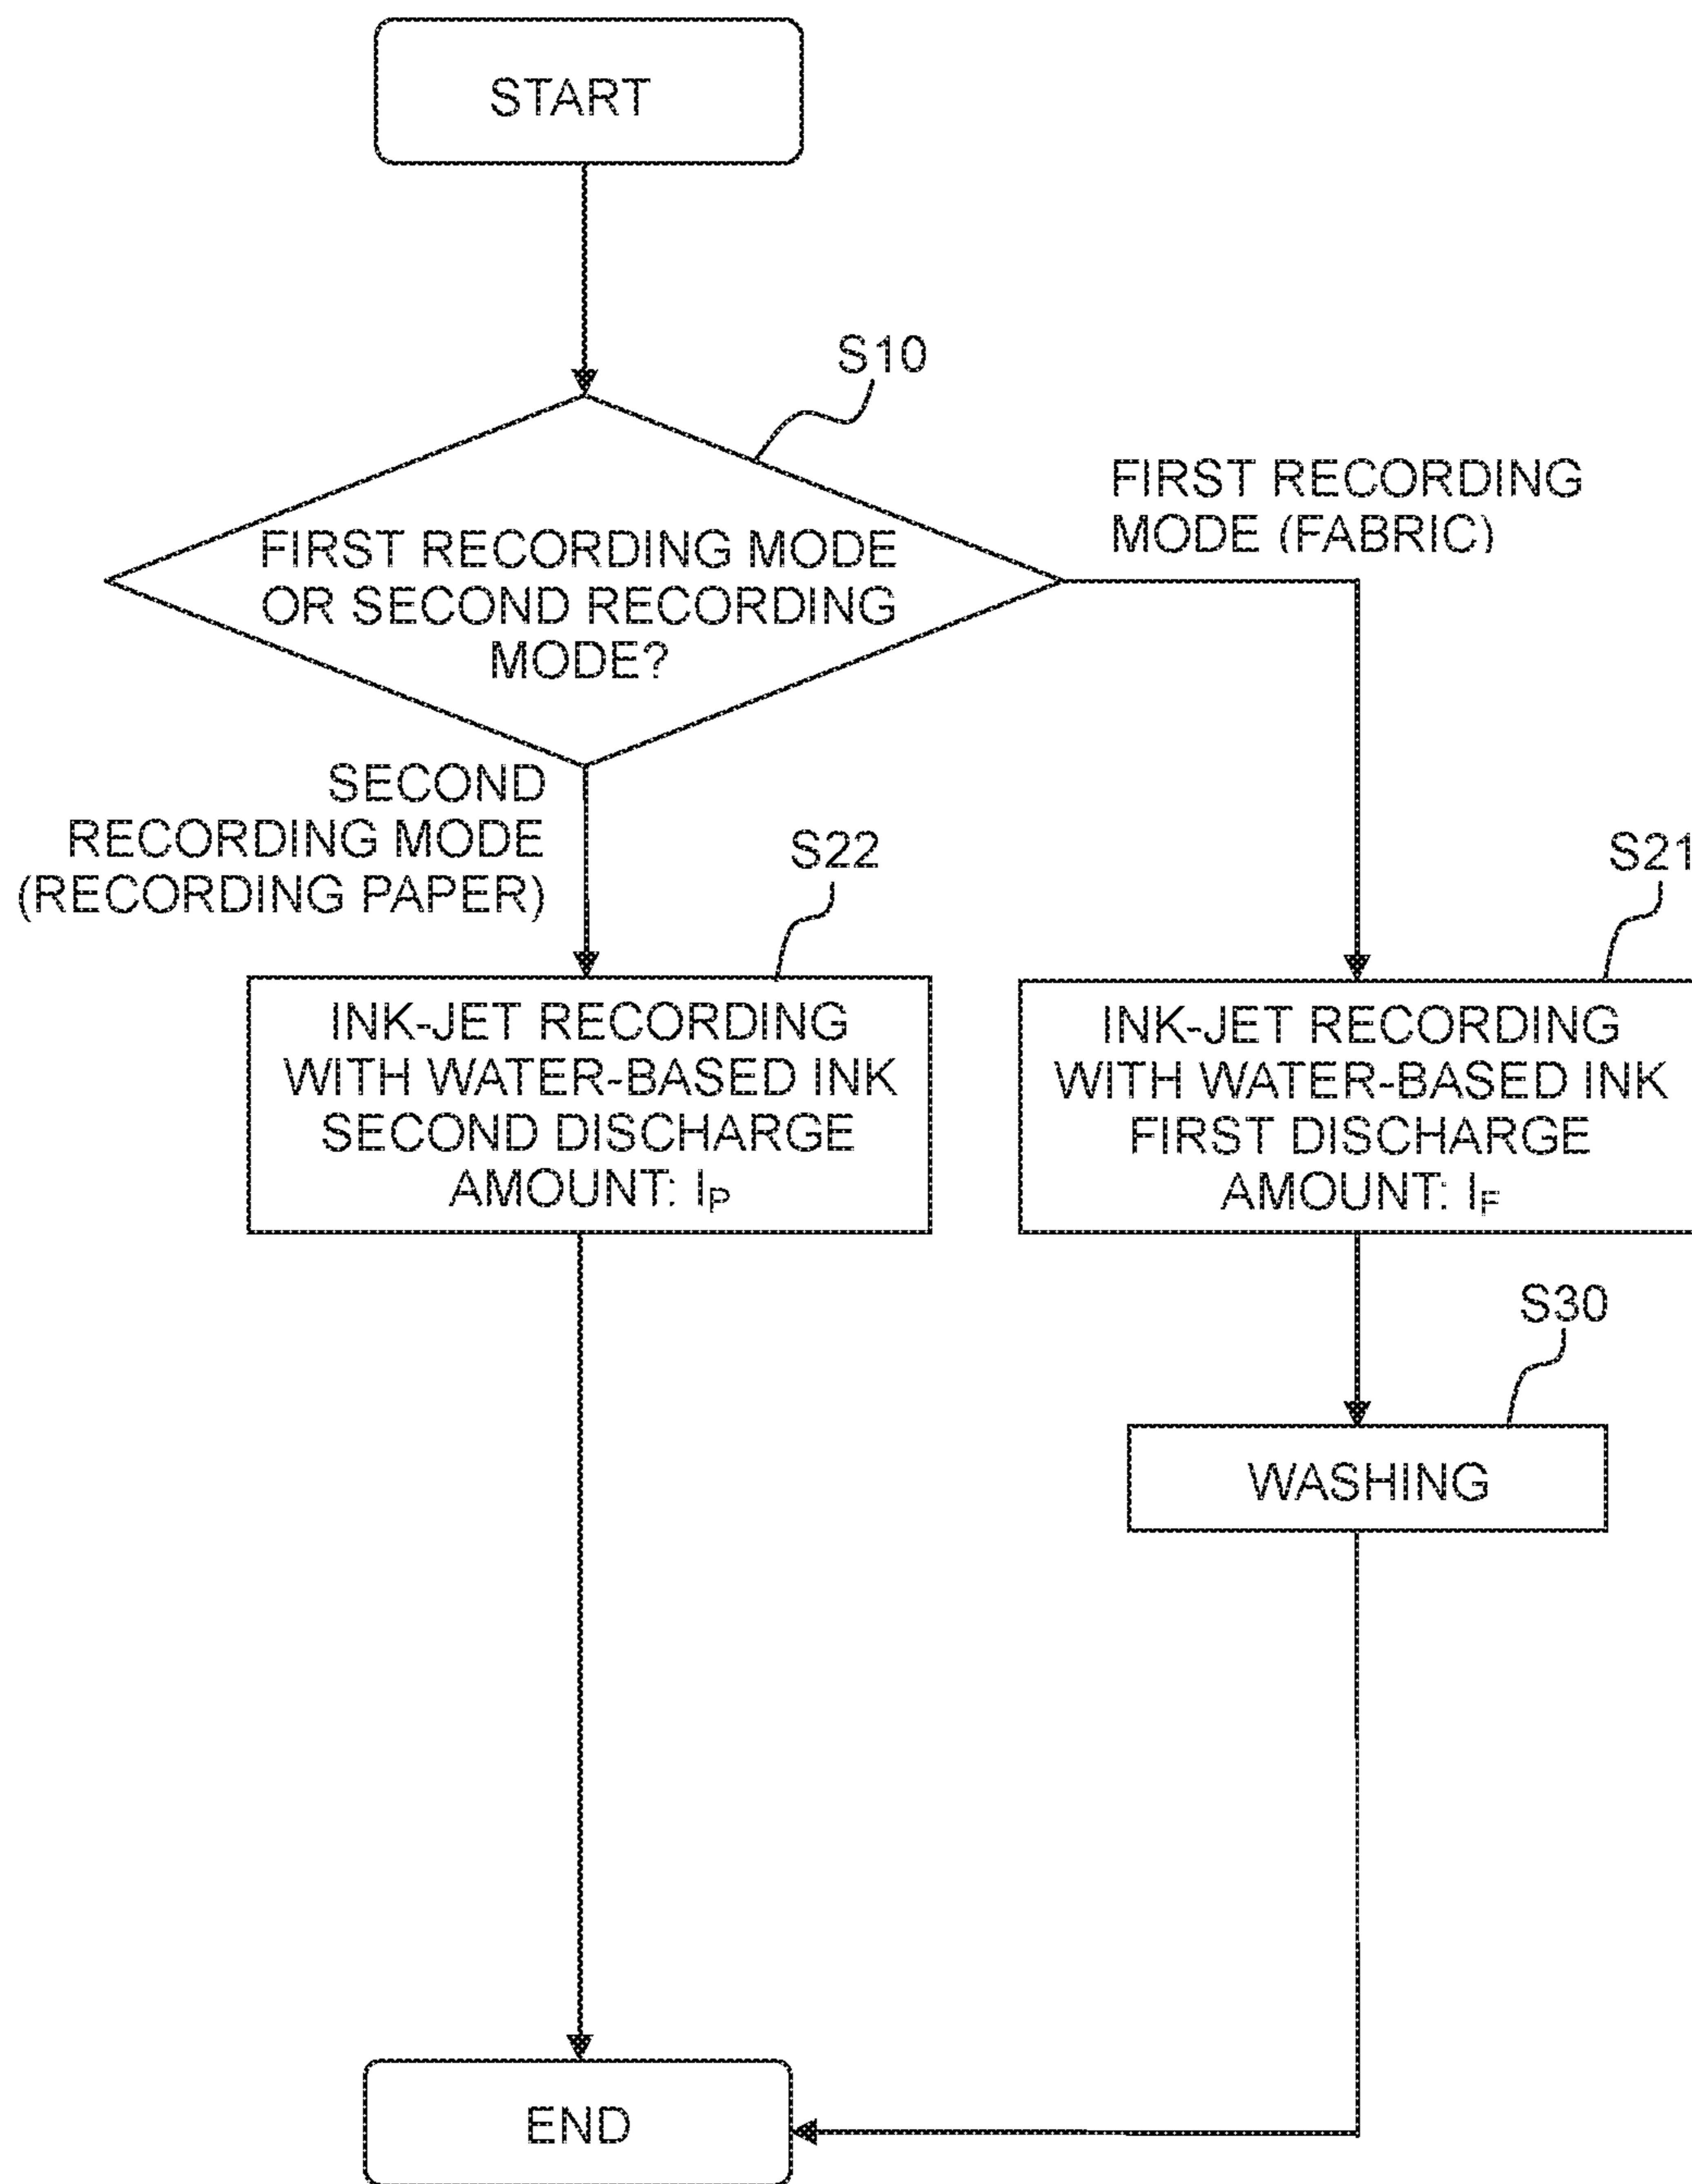 START
S10
FIRST RECORDING
MODE (FABRIC)
FIRST RECORDING MODE
OR SECOND RECORDING
MODE?
SECOND
RECORDING MODE
(RECORDING PAPER)
S22
S21
INK-JET RECORDING
WITH WATER-BASED INK
SECOND DISCHARGE
AMOUNT: IP
INK-JET RECORDING
WITH WATER-BASED INK
FIRST DISCHARGE
AMOUNT: IF
S30
WASHING
END